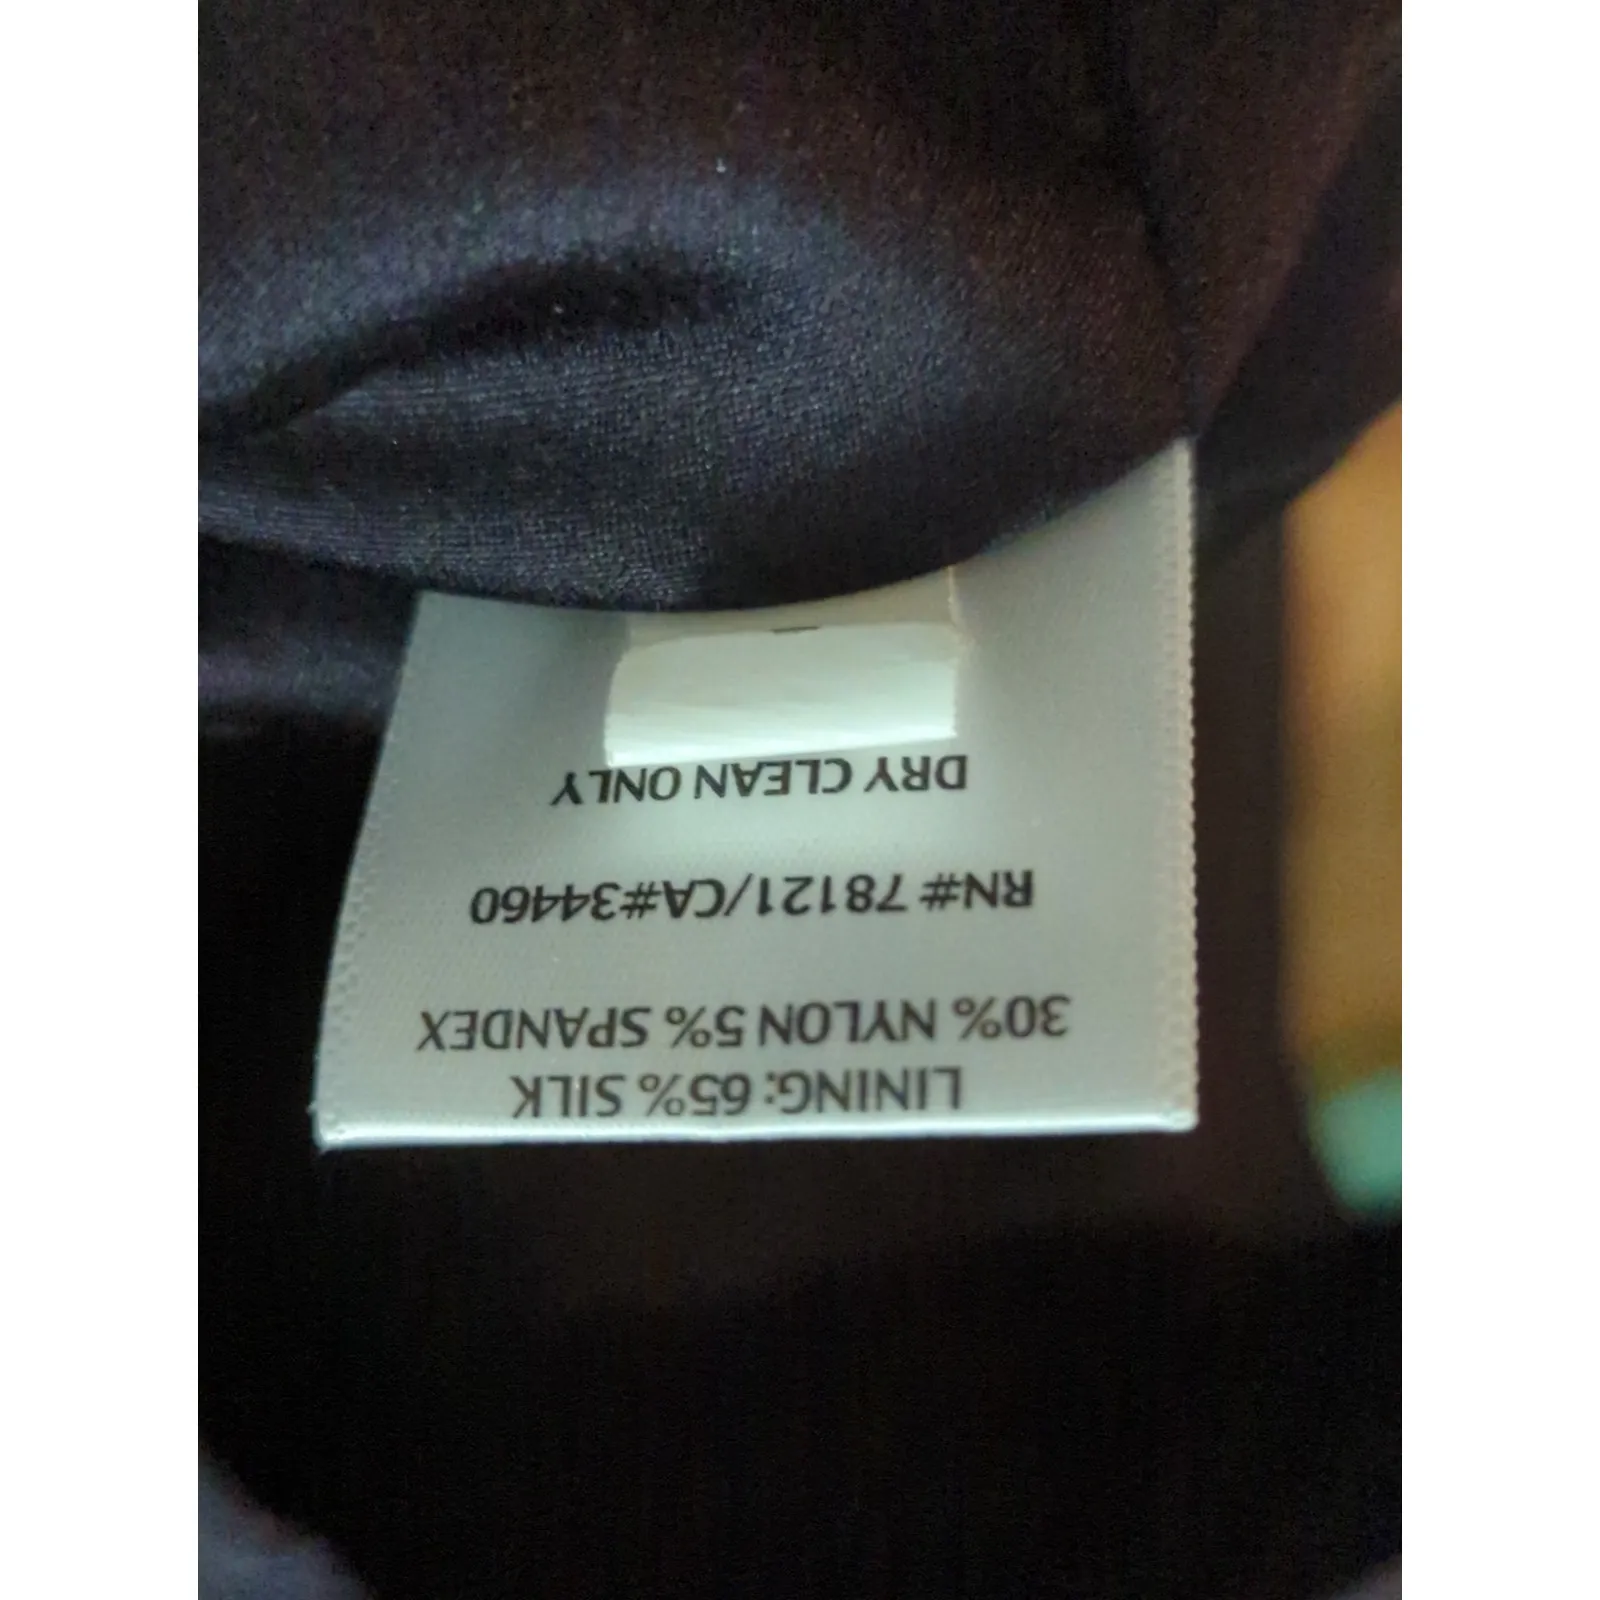 LINING: 65% SILK
30% NYLON 5% SPANDEX
RN# 78121/CA#34460
DRY CLEAN ONLY